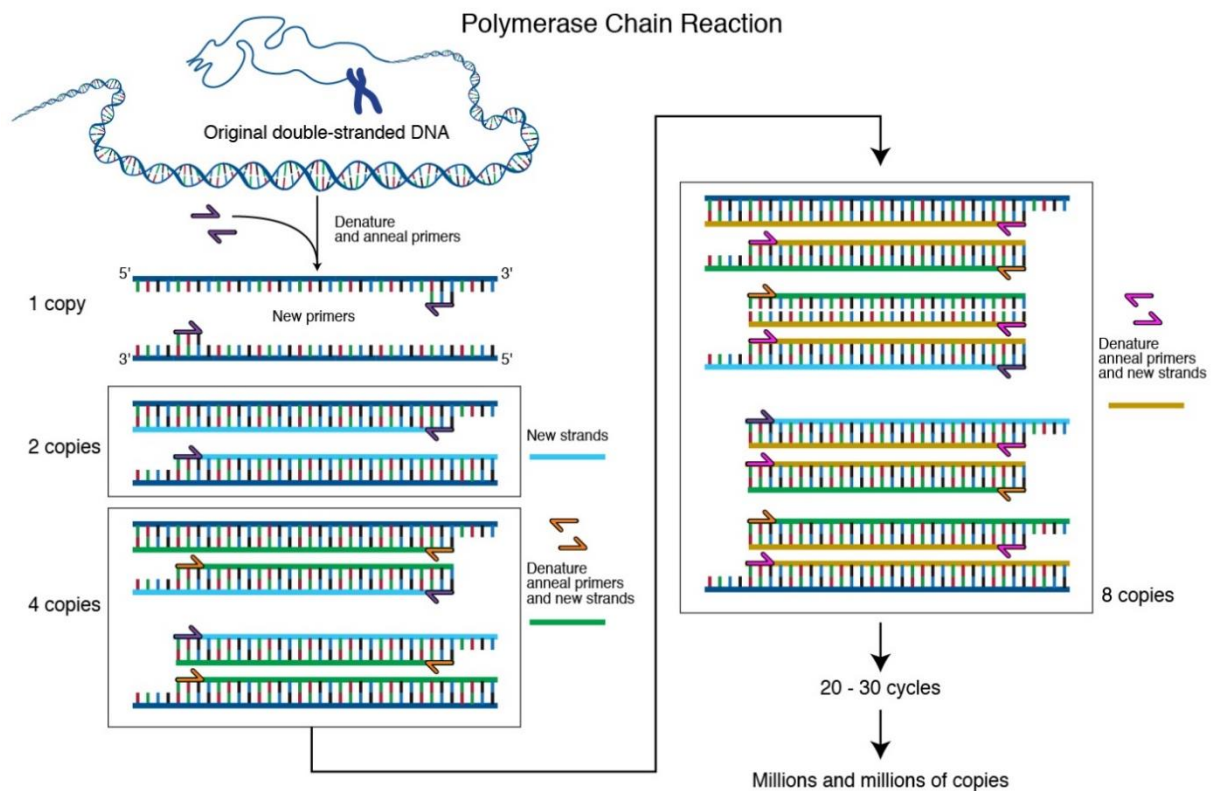 Polymerase Chain Reaction
Original double-stranded DNA
Denature
and anneal primers
5'
3'
1 copy
New primers
3'
5'
2 copies
New strands
4 copies
Denature
anneal primers
and new strands
Denature
anneal primers
and new strands
8 copies
20 - 30 cycles
Millions and millions of copies